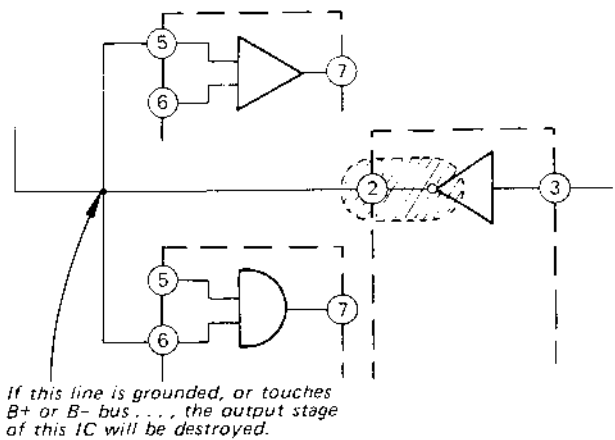 5
7
6
2
3
5
7
6
If this line is grounded, or touches
B+ or B- bus . . . . , the output stage
of this IC will be destroyed.